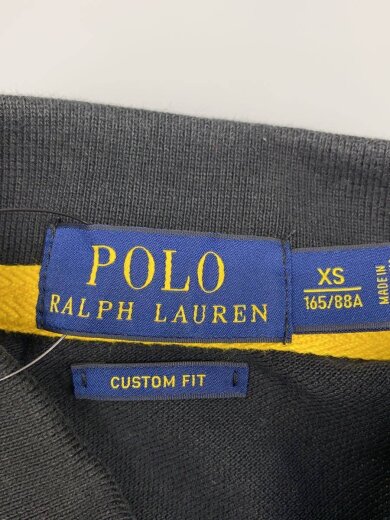 POLO
RALPH LAUREN
XS
165/88A
MADE IN
CUSTOM FIT